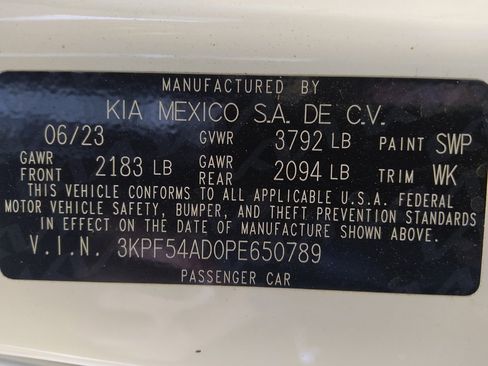 MANUFACTURED BY
KIA MEXICO S.A. DE C.V.
06/23 GVWR 3792 LB PAINT SWP
GAWR FRONT 2183 LB GAWR REAR 2094 LB TRIM WK
THIS VEHICLE CONFORMS TO ALL APPLICABLE U.S.A. FEDERAL
MOTOR VEHICLE SAFETY, BUMPER, AND THEFT PREVENTION STANDARDS
IN EFFECT ON THE DATE OF MANUFACTURE SHOWN ABOVE.
V.I.N. 3KPF54AD0PE650789
PASSENGER CAR